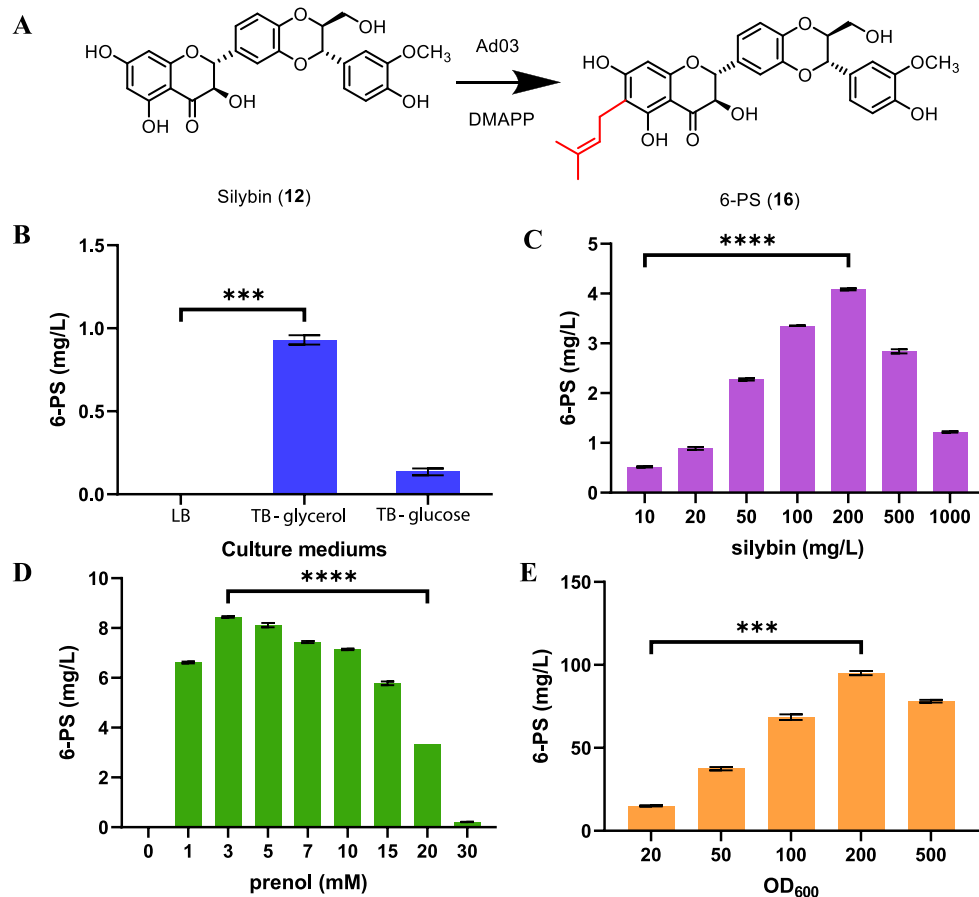 A
HO
O
O
O
OH
OCH3
OH
O
OH
OH
Silybin (12)
Ad03
DMAPP
HO
O
O
O
OH
OCH3
OH
OH
O
OH
6-PS (16)
B
6-PS (mg/L)
1.5
1.0
0.5
0.0
***
LB
TB-glycerol
TB-glucose
Culture mediums
C
6-PS (mg/L)
5
4
3
2
1
0
****
10
20
50
100
200
500
1000
silybin (mg/L)
D
6-PS (mg/L)
10
8
6
4
2
0
****
0
1
3
5
7
10
15
20
30
prenol (mM)
E
6-PS (mg/L)
150
100
50
0
***
20
50
100
200
500
OD600